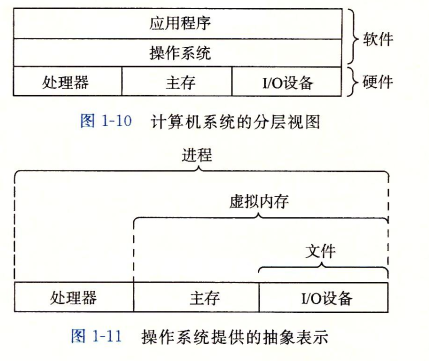 应用程序
操作系统
软件
处理器 主存 I/O设备
硬件
图 1-10 计算机系统的分层视图
进程
虚拟内存
文件
处理器 主存 I/O设备
图 1-11 操作系统提供的抽象表示